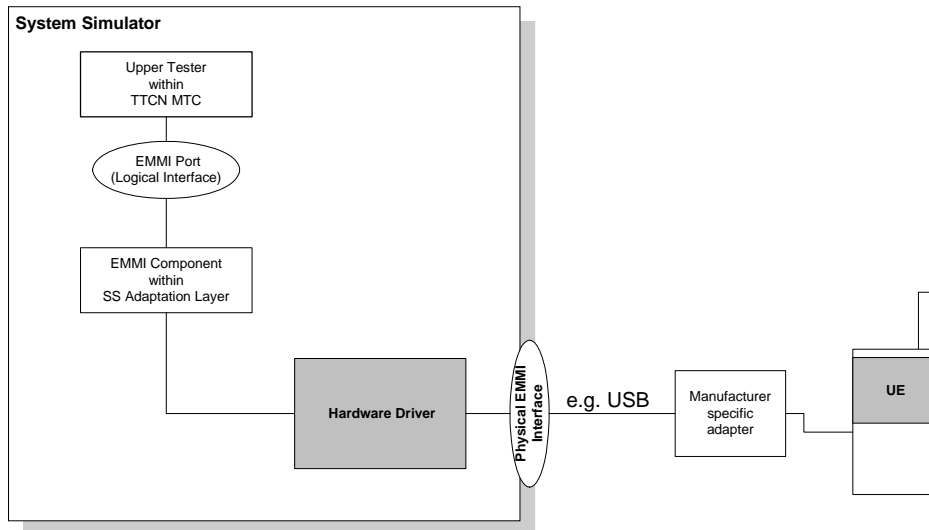 System Simulator
Upper Tester
within
TTCN MTC
EMMI Port
(Logical Interface)
EMMI Component
within
SS Adaptation Layer
Hardware Driver
Physical EMMI
Interface
e.g. USB
Manufacturer
specific
adapter
UE